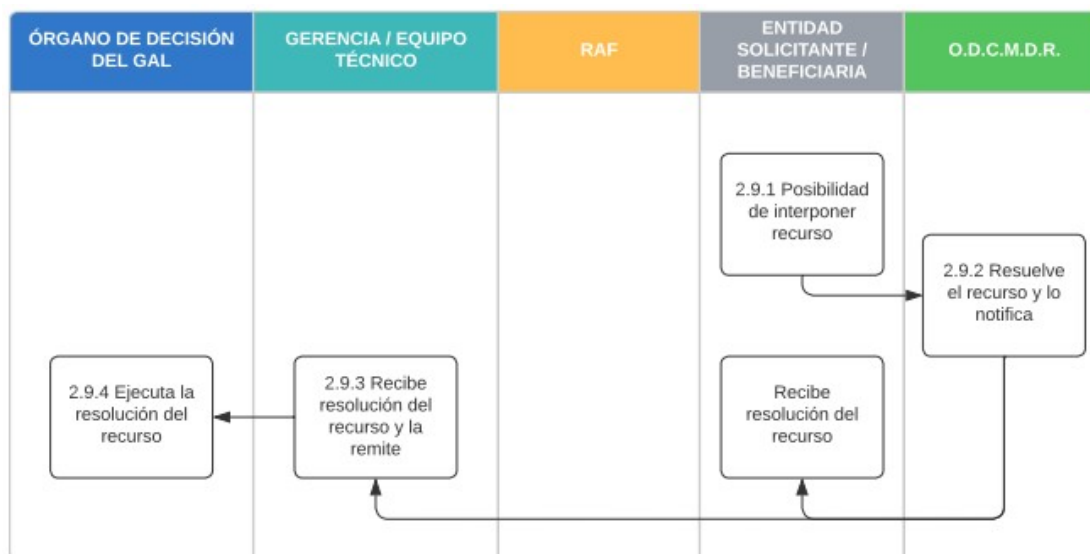 ÓRGANO DE DECISIÓN
DEL GAL
GERENCIA / EQUIPO
TÉCNICO
RAF
ENTIDAD
SOLICITANTE /
BENEFICIARIA
O.D.C.M.D.R.
2.9.1 Posibilidad
de interponer
recurso
2.9.2 Resuelve
el recurso y lo
notifica
2.9.4 Ejecuta la
resolución del
recurso
2.9.3 Recibe
resolución del
recurso y la
remite
Recibe
resolución del
recurso